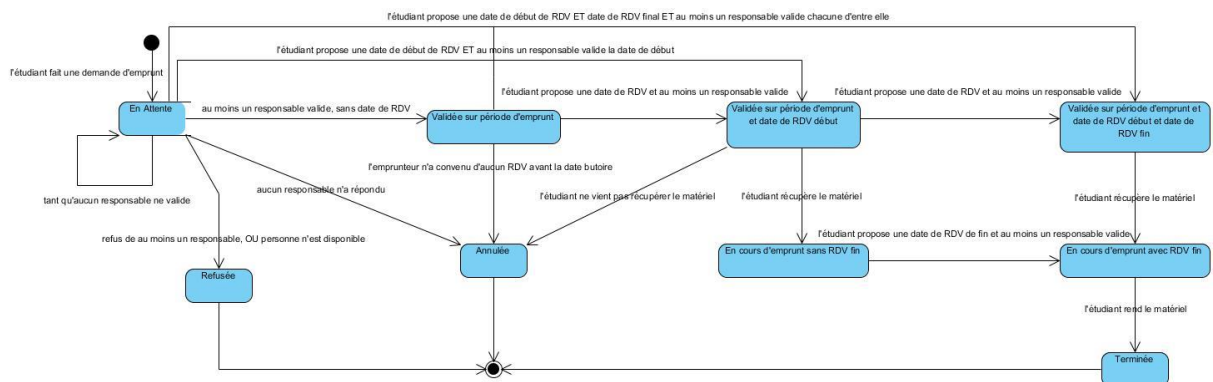 l'étudiant propose une date de début de RDV ET date de RDV final ET au moins un responsable valide chacune d'entre elle
l'étudiant propose une date de début de RDV ET au moins un responsable valide la date de début
l'étudiant fait une demande d'emprunt
l'étudiant propose une date de RDV et au moins un responsable valide
l'étudiant propose une date de RDV et au moins un responsable valide
En Attente
au moins un responsable valide, sans date de RDV
Validée sur période d'emprunt
Validée sur période d'emprunt
et date de RDV début
Validée sur période d'emprunt et
date de RDV début et date de
RDV fin
l'emprunteur n'a convenu d'aucun RDV avant la date butoire
aucun responsable n'a répondu
l'étudiant ne vient pas récupérer le matériel
l'étudiant récupère le matériel
l'étudiant récupère le matériel
tant qu'aucun responsable ne valide
refus de au moins un responsable, OU personne n'est disponible
l'étudiant propose une date de RDV de fin et au moins un responsable valide
Annulée
En cours d'emprunt sans RDV fin
En cours d'emprunt avec RDV fin
Refusée
l'étudiant rend le matériel
Terminée